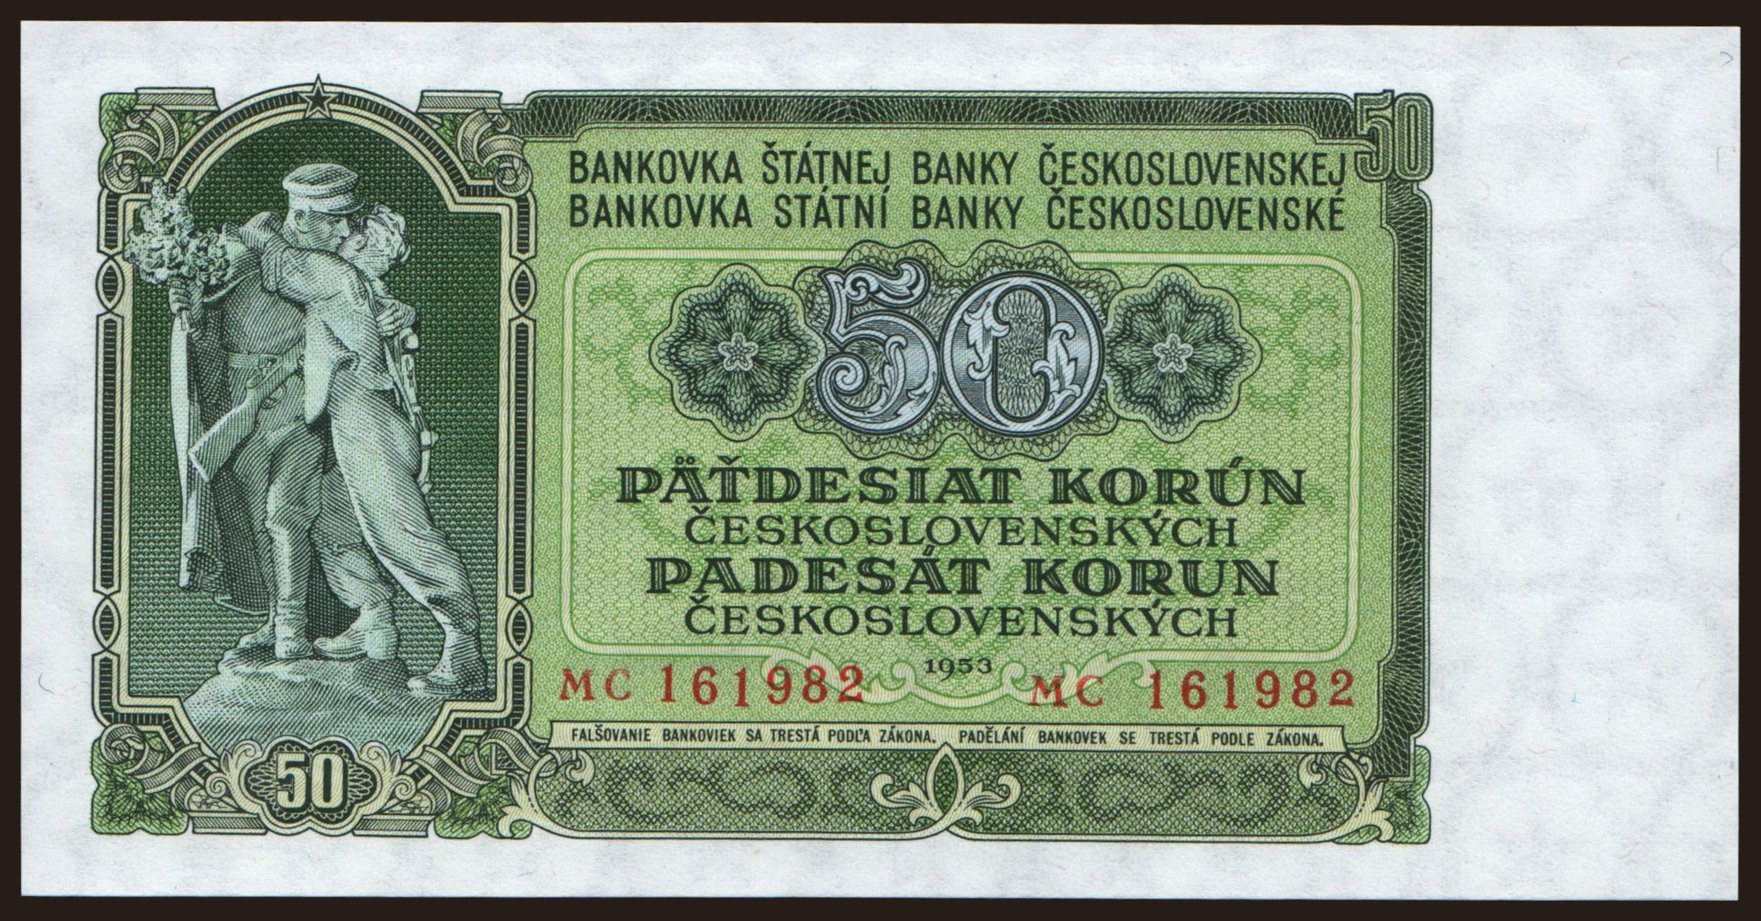 50
BANKOVKA ŠTÁTNEJ BANKY ČESKOSLOVENSKEJ
BANKOVKA STÁTNÍ BANKY ČESKOSLOVENSKÉ
50
PÄŤDESIAT KORÚN
ČESKOSLOVENSKÝCH
PADESÁT KORUN
ČESKOSLOVENSKÝCH
1953
MC 161982 MC 161982
FALŠOVANIE BANKOVIEK SA TRESTÁ PODĽA ZÁKONA. PADĚLÁNÍ BANKOVEK SE TRESTÁ PODLE ZÁKONA.
50